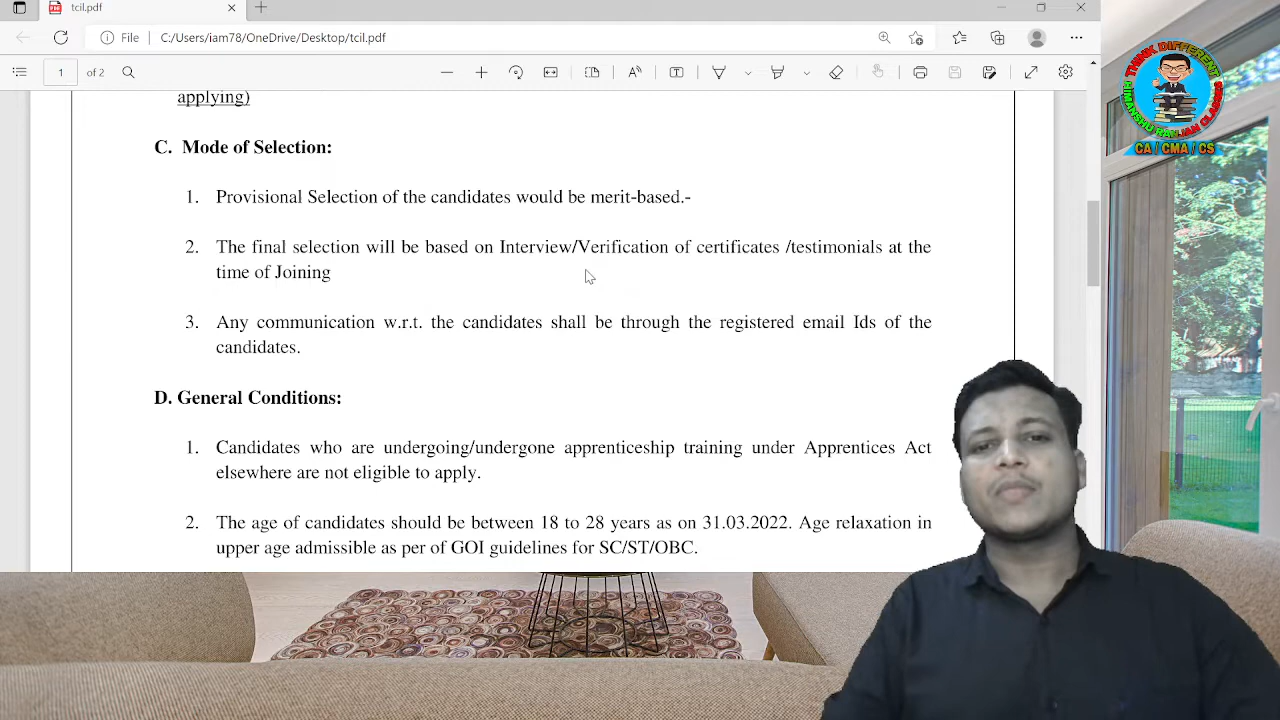 tcil.pdf
File C:/Users/iam78/OneDrive/Desktop/tcil.pdf
1 of 2
applying)
C. Mode of Selection:
1. Provisional Selection of the candidates would be merit-based.-
2. The final selection will be based on Interview/Verification of certificates /testimonials at the
time of Joining
3. Any communication w.r.t. the candidates shall be through the registered email Ids of the
candidates.
D. General Conditions:
1. Candidates who are undergoing/undergone apprenticeship training under Apprentices Act
elsewhere are not eligible to apply.
2. The age of candidates should be between 18 to 28 years as on 31.03.2022. Age relaxation in
upper age admissible as per of GOI guidelines for SC/ST/OBC.
THINK DIFFERENT
HIMANSHU RANJAN CLASSES
CA / CMA / CS